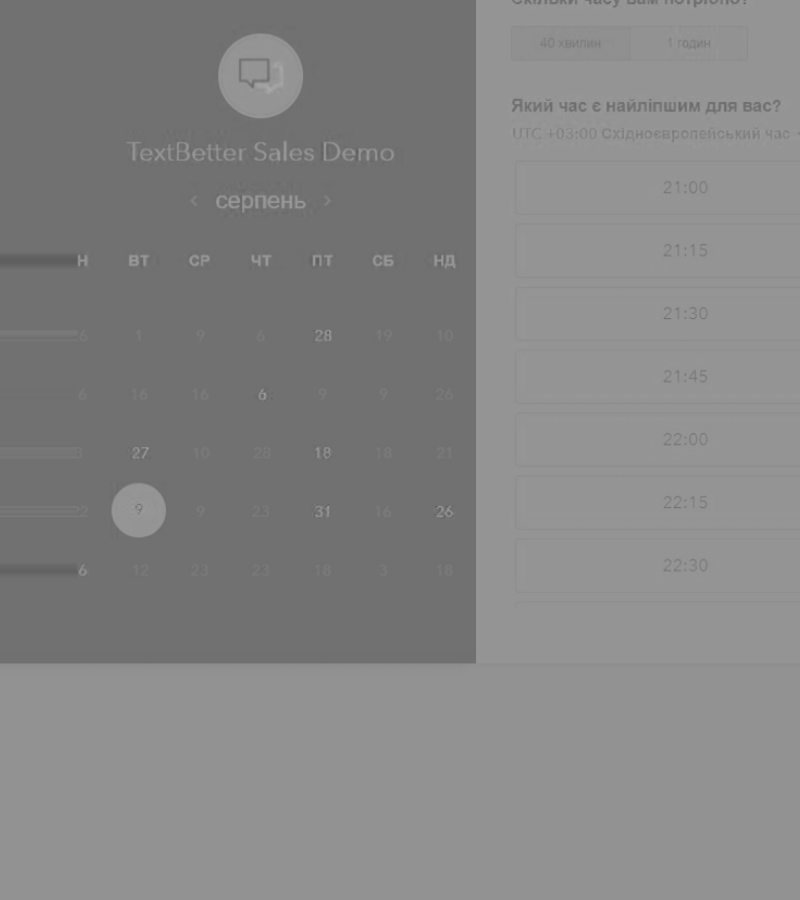 TextBetter Sales Demo
‹ серпень ›
Н ВТ СР ЧТ ПТ СБ НД
6 1 9 6 28 19 10
6 16 16 6 9 9 26
27 10 28 18 18 21
2 9 9 23 31 16 26
6 12 23 23 18 3 18
Скільки часу вам потрібно?
40 хвилин 1 годин
Який час є найліпшим для вас?
UTC +03:00 Східноєвропейський час
21:00
21:15
21:30
21:45
22:00
22:15
22:30